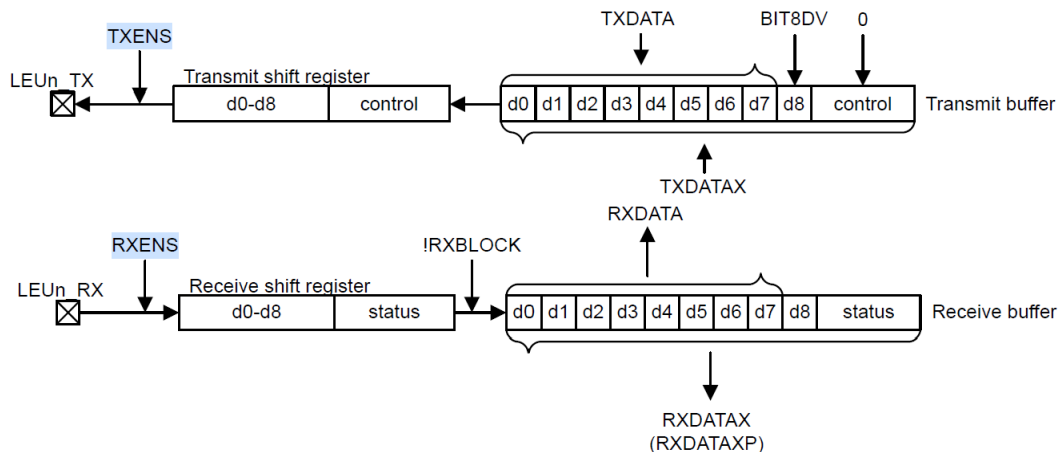 TXDATA BIT8DV 0
TXENS
LEUn_TX Transmit shift register
d0-d8 control d0 d1 d2 d3 d4 d5 d6 d7 d8 control Transmit buffer
TXDATAX
RXDATA
RXENS !RXBLOCK
LEUn_RX Receive shift register
d0-d8 status d0 d1 d2 d3 d4 d5 d6 d7 d8 status Receive buffer
RXDATAX
(RXDATAXP)